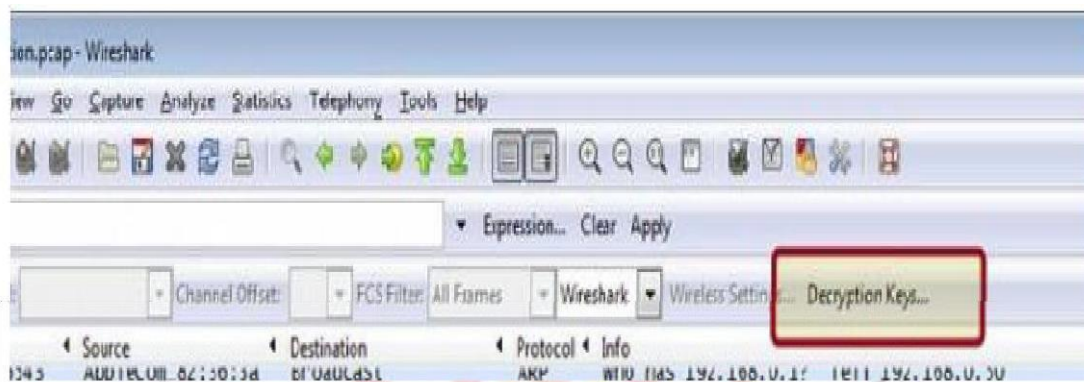 ion.pcap - Wireshark
iew Go Capture Analyze Statistics Telephony Tools Help
Expression... Clear Apply
Channel Offset: FCS Filter: All Frames Wireshark Wireless Settings... Decryption Keys...
Source Destination Protocol Info
Broadcast ARP who has 192.168.0.1? Tell 192.168.0.50